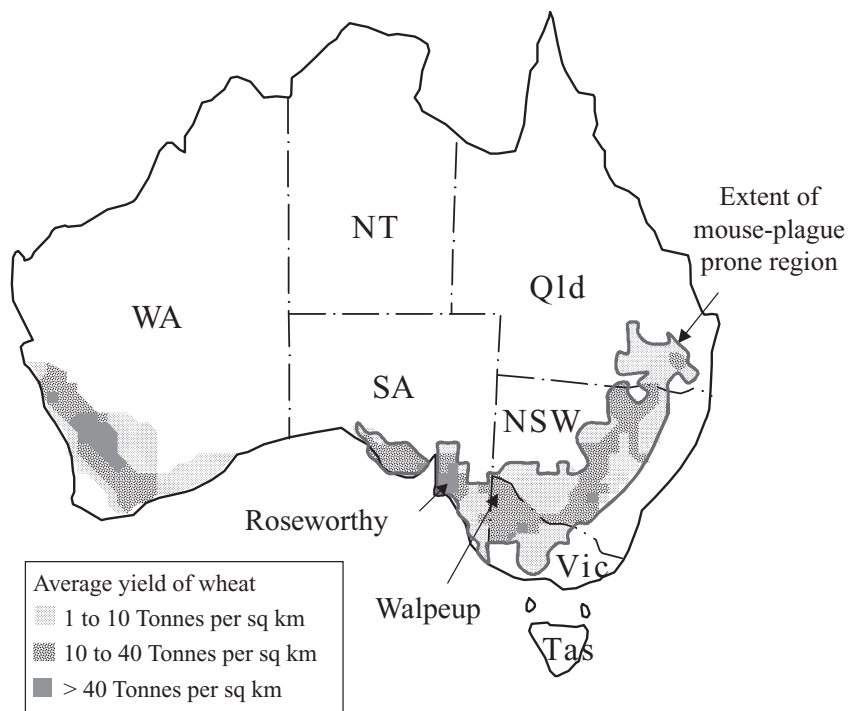 NT
Extent of
mouse-plague
prone region
Qld
WA
SA
NSW
Roseworthy
Vic
Walpeup
Tas
Average yield of wheat
1 to 10 Tonnes per sq km
10 to 40 Tonnes per sq km
> 40 Tonnes per sq km